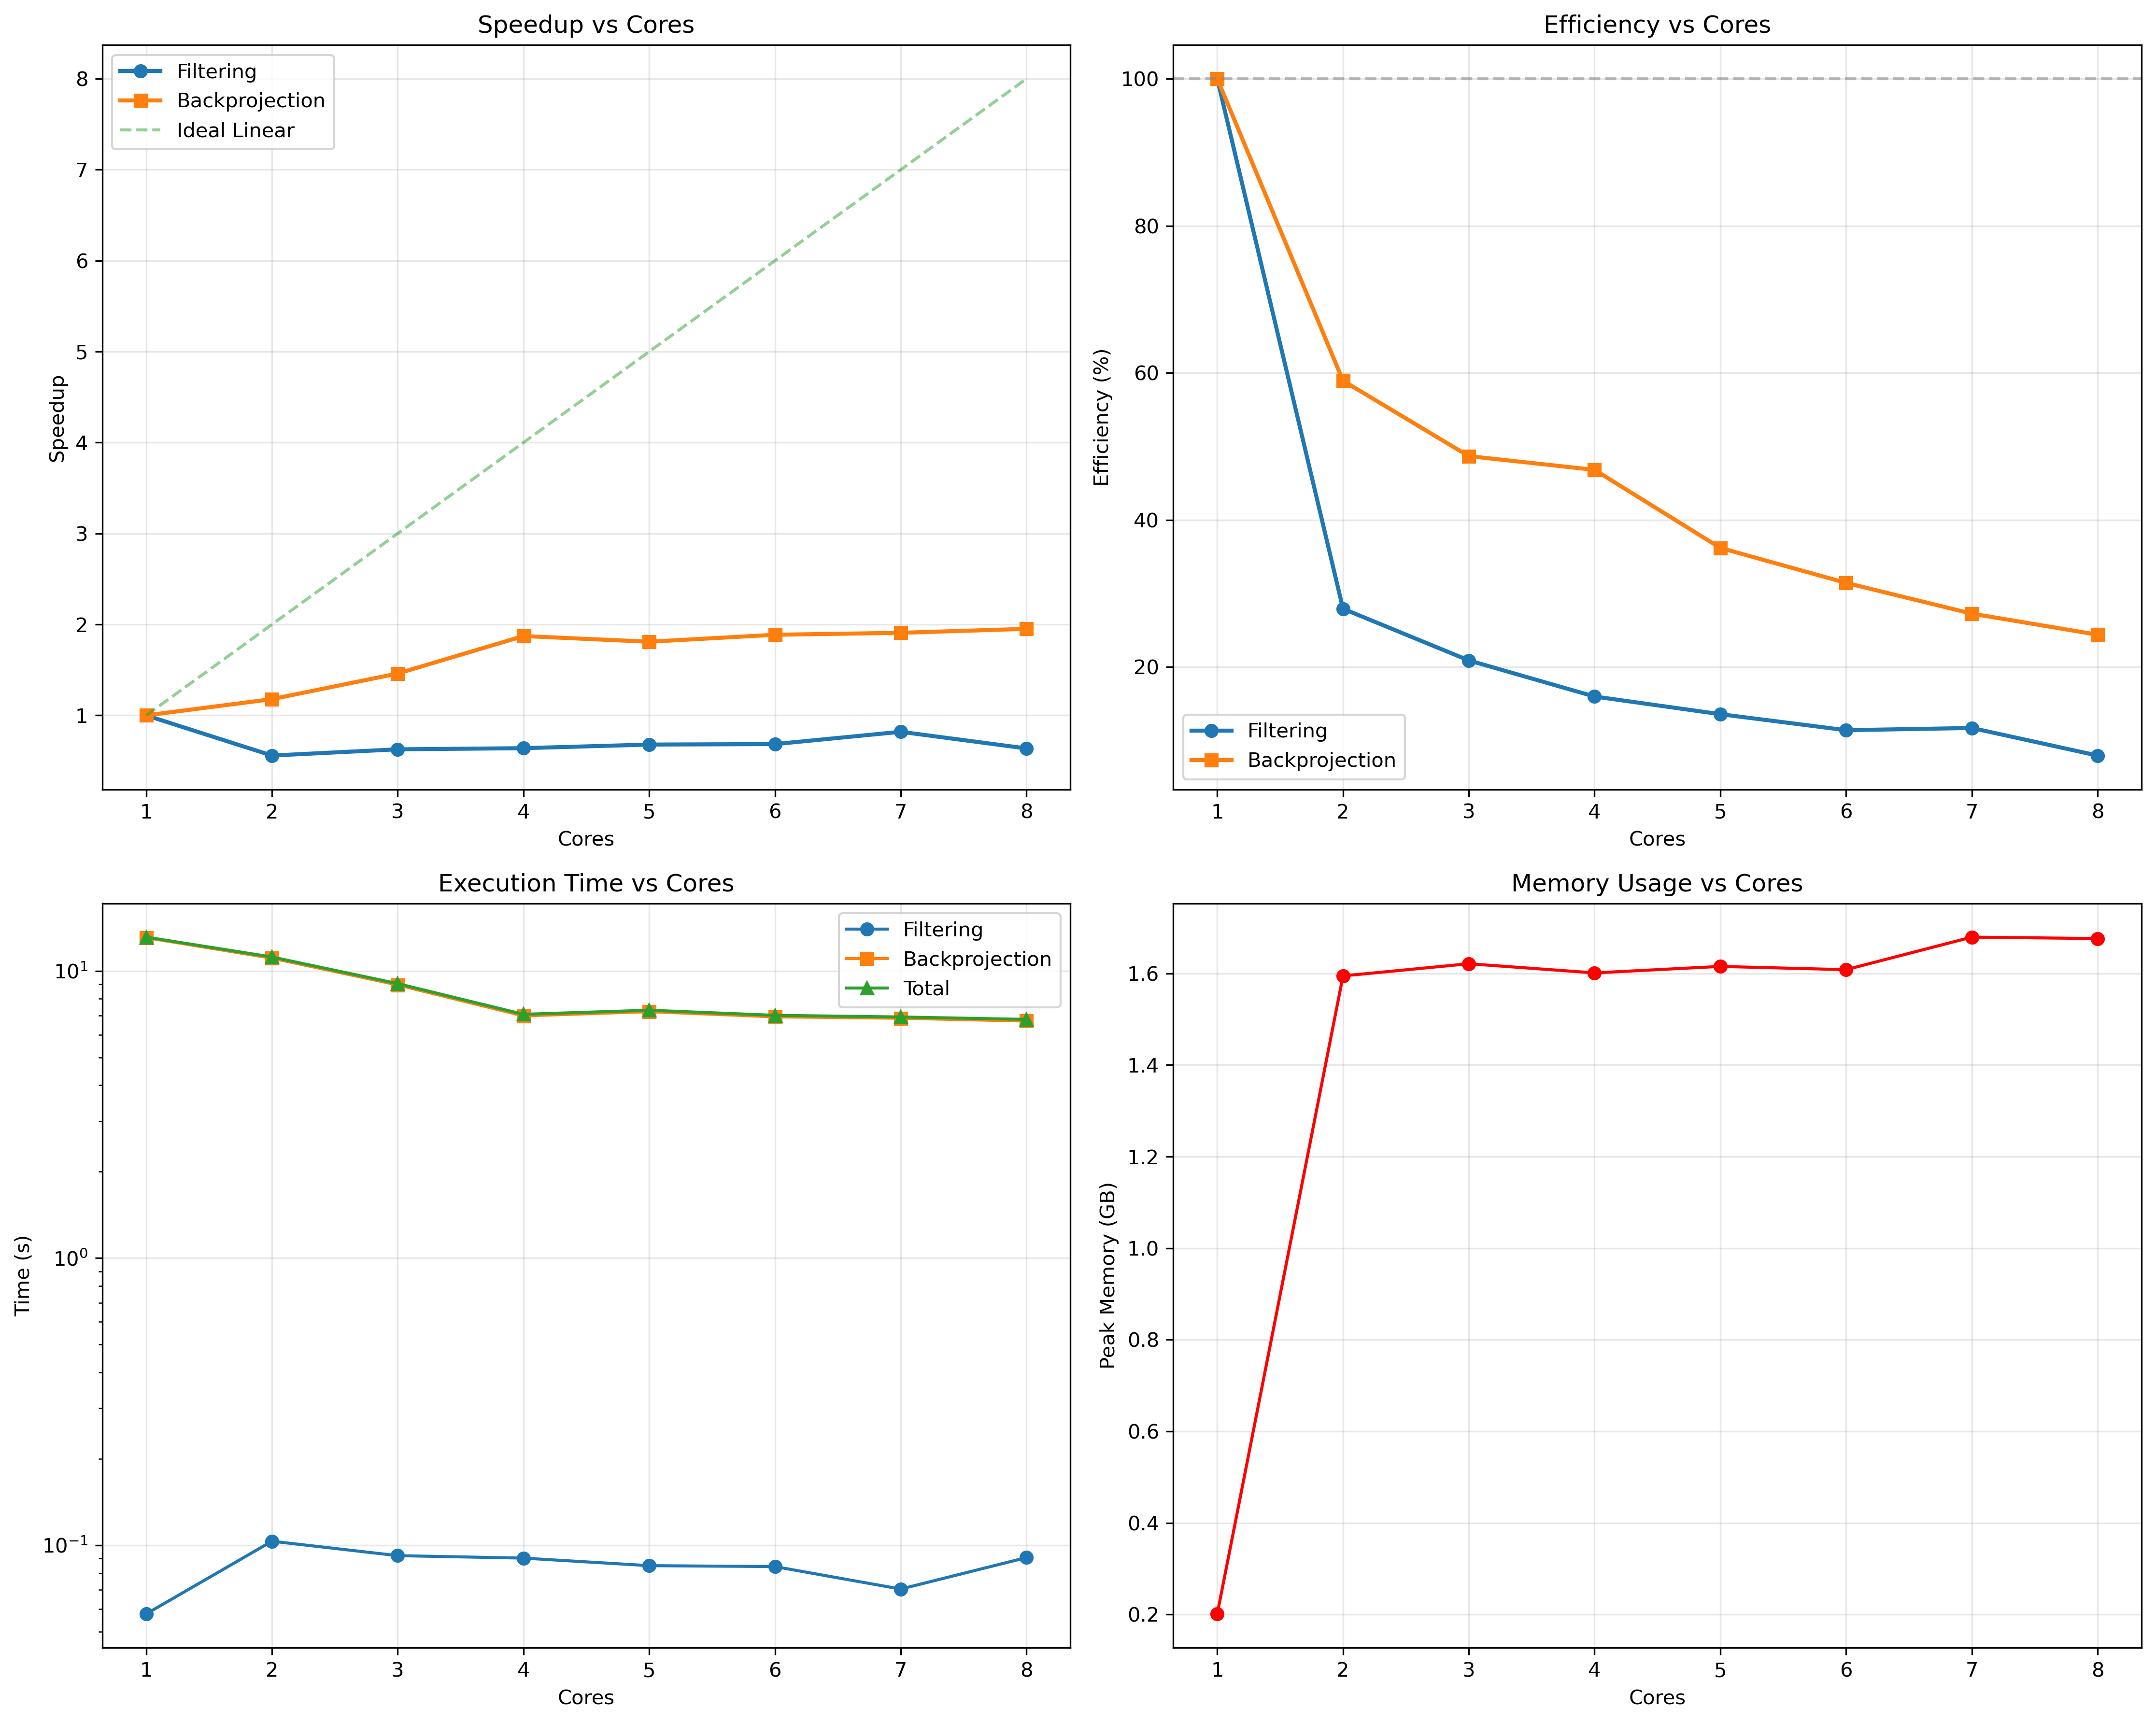 Speedup vs Cores
Filtering
Backprojection
Ideal Linear
8
7
6
5
4
3
2
1
Speedup
1 2 3 4 5 6 7 8
Cores
Efficiency vs Cores
100
80
60
40
20
Efficiency (%)
Filtering
Backprojection
1 2 3 4 5 6 7 8
Cores
Execution Time vs Cores
Filtering
Backprojection
Total
10¹
10⁰
10⁻¹
Time (s)
1 2 3 4 5 6 7 8
Cores
Memory Usage vs Cores
1.6
1.4
1.2
1.0
0.8
0.6
0.4
0.2
Peak Memory (GB)
1 2 3 4 5 6 7 8
Cores